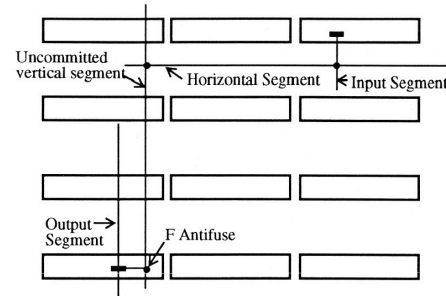 Uncommitted
vertical segment
Horizontal Segment
Input Segment
Output
Segment
F Antifuse